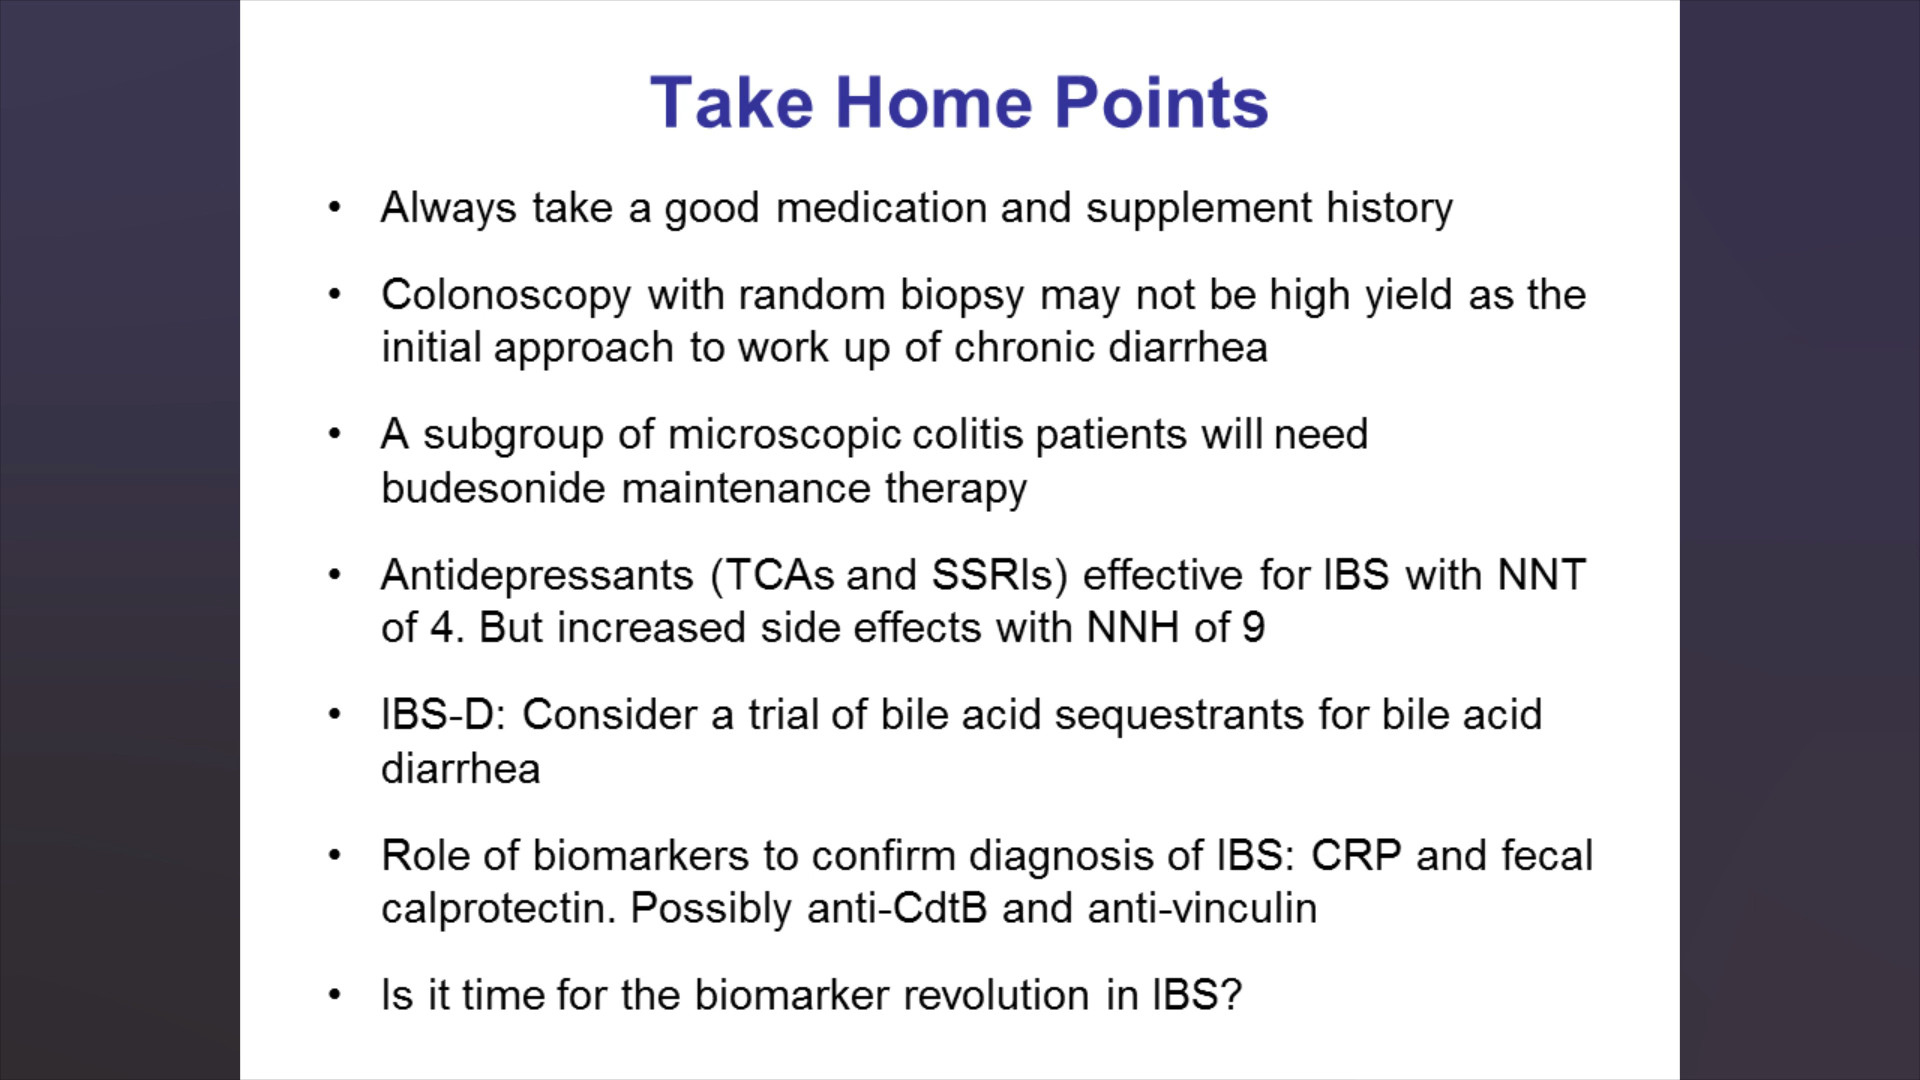 Take Home Points
• Always take a good medication and supplement history
• Colonoscopy with random biopsy may not be high yield as the
initial approach to work up of chronic diarrhea
• A subgroup of microscopic colitis patients will need
budesonide maintenance therapy
• Antidepressants (TCAs and SSRIs) effective for IBS with NNT
of 4. But increased side effects with NNH of 9
• IBS-D: Consider a trial of bile acid sequestrants for bile acid
diarrhea
• Role of biomarkers to confirm diagnosis of IBS: CRP and fecal
calprotectin. Possibly anti-CdtB and anti-vinculin
• Is it time for the biomarker revolution in IBS?